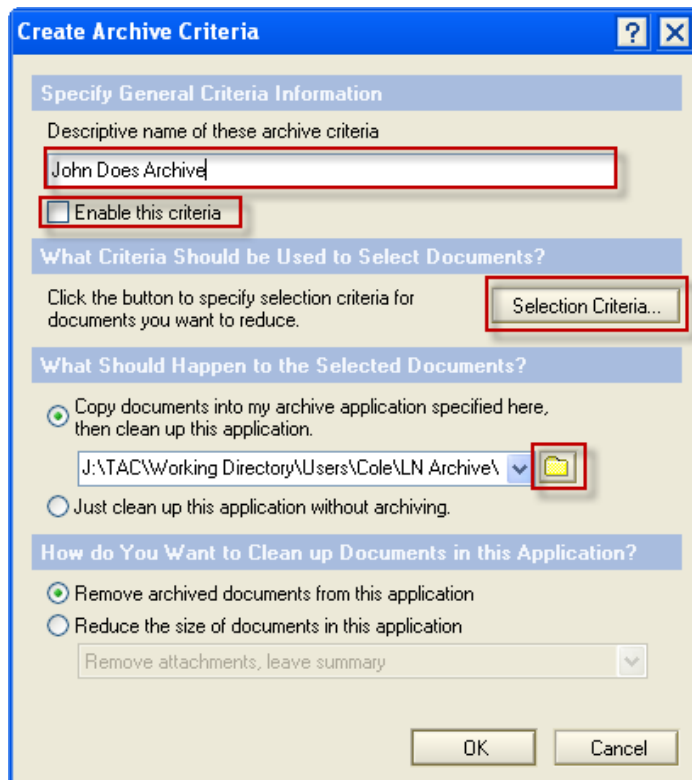 Create Archive Criteria
?
Specify General Criteria Information
Descriptive name of these archive criteria
John Does Archive
Enable this criteria
What Criteria Should be Used to Select Documents?
Click the button to specify selection criteria for
documents you want to reduce.
Selection Criteria...
What Should Happen to the Selected Documents?
Copy documents into my archive application specified here,
then clean up this application.
J:\TAC\Working Directory\Users\Cole\LN Archive\
Just clean up this application without archiving.
How do You Want to Clean up Documents in this Application?
Remove archived documents from this application
Reduce the size of documents in this application
Remove attachments, leave summary
OK
Cancel